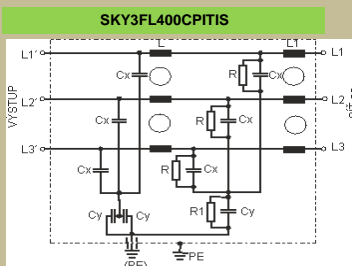 SKY3FL400CPITIS
L L1
L1' L1
Cx R Cx
L2' L2
VÝSTUP
Cx R Cx
L3' L3
Cx R Cx
Cy Cy R1 Cy
(PE) PE